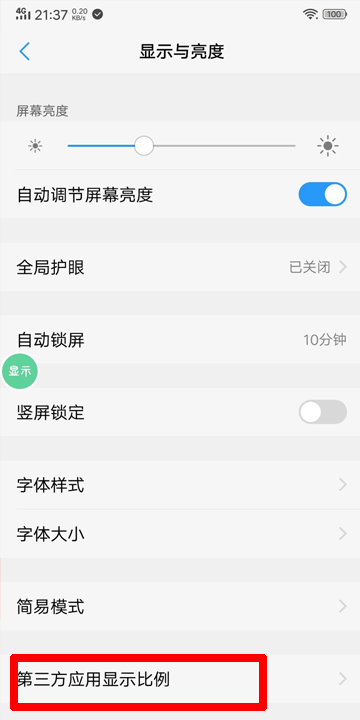 4G 21:37 0.20 KB/s 100
显示与亮度
屏幕亮度
自动调节屏幕亮度
全局护眼 已关闭
自动锁屏 10分钟
显示
竖屏锁定
字体样式
字体大小
简易模式
第三方应用显示比例